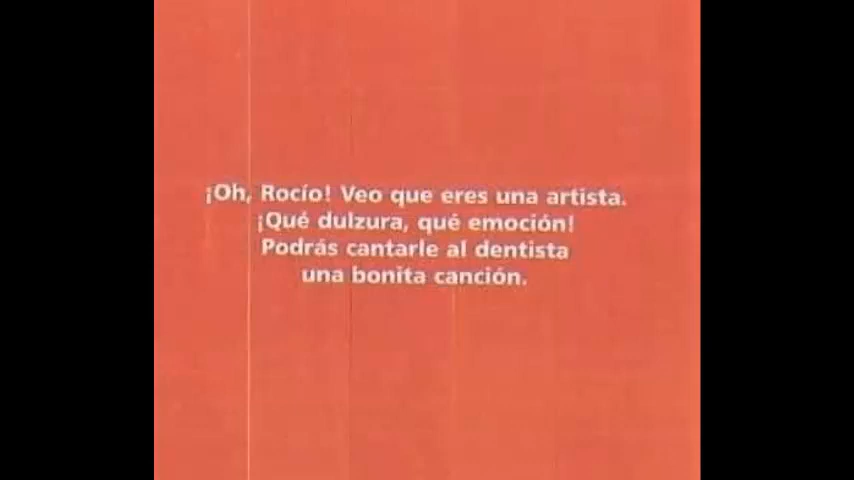 ¡Oh, Rocío! Veo que eres una artista.
¡Qué dulzura, qué emoción!
Podrás cantarle al dentista
una bonita canción.